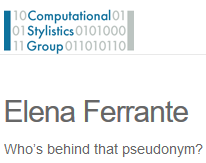 10Computational01
01Stylistics0101000
11Group011010110
Elena Ferrante
Who's behind that pseudonym?